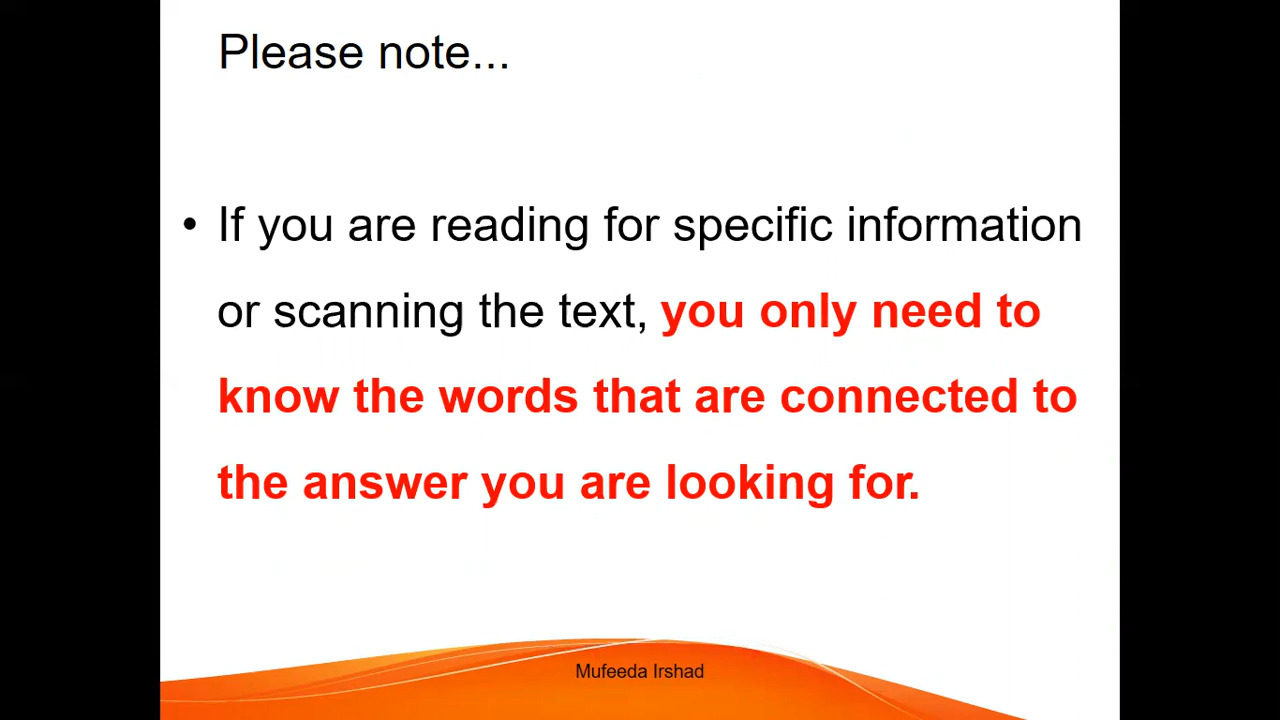 Please note...
• If you are reading for specific information
or scanning the text, you only need to
know the words that are connected to
the answer you are looking for.
Mufeeda Irshad